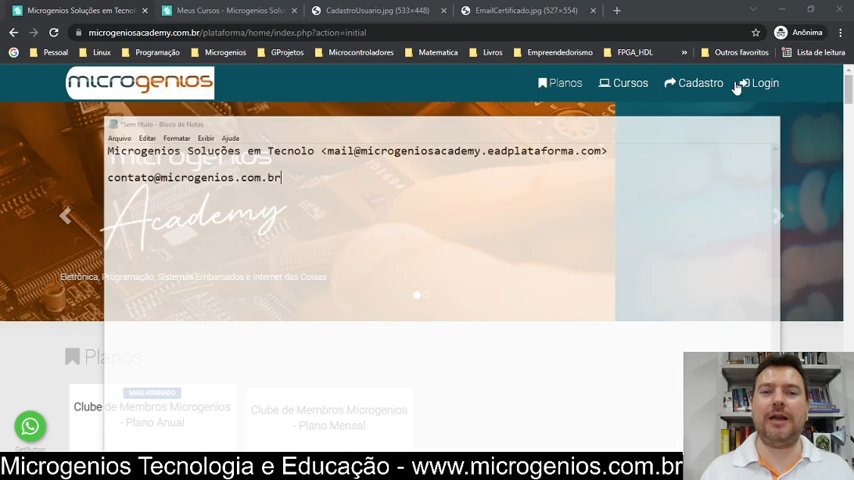 Microgenios Soluções em Tecnol
Meus Cursos - Microgenios Solu
CadastroUsuario.jpg (533×448)
EmailCertificado.jpg (527×554)
microgeniosacademy.com.br/plataforma/home/index.php?action=initial
Anônima
Pessoal
Linux
Programação
Microgenios
GProjetos
Microcontroladores
Matematica
Livros
Empreendedorismo
FPGA_HDL
»
Outros favoritos
Lista de leitura
microgenios
Planos
Cursos
Cadastro
Login
*Sem título - Bloco de Notas
Arquivo Editar Formatar Exibir Ajuda
Microgenios Soluções em Tecnolo <mail@microgeniosacademy.eadplataforma.com>
microgenios
contato@microgenios.com.br
Academy
Eletrônica, Programação, Sistemas Embarcados e Internet das Coisas
Planos
MAIS ASSINADO
Clube de Membros Microgenios
- Plano Anual
Clube de Membros Microgenios
- Plano Mensal
GetButton
Microgenios Tecnologia e Educação - www.microgenios.com.br